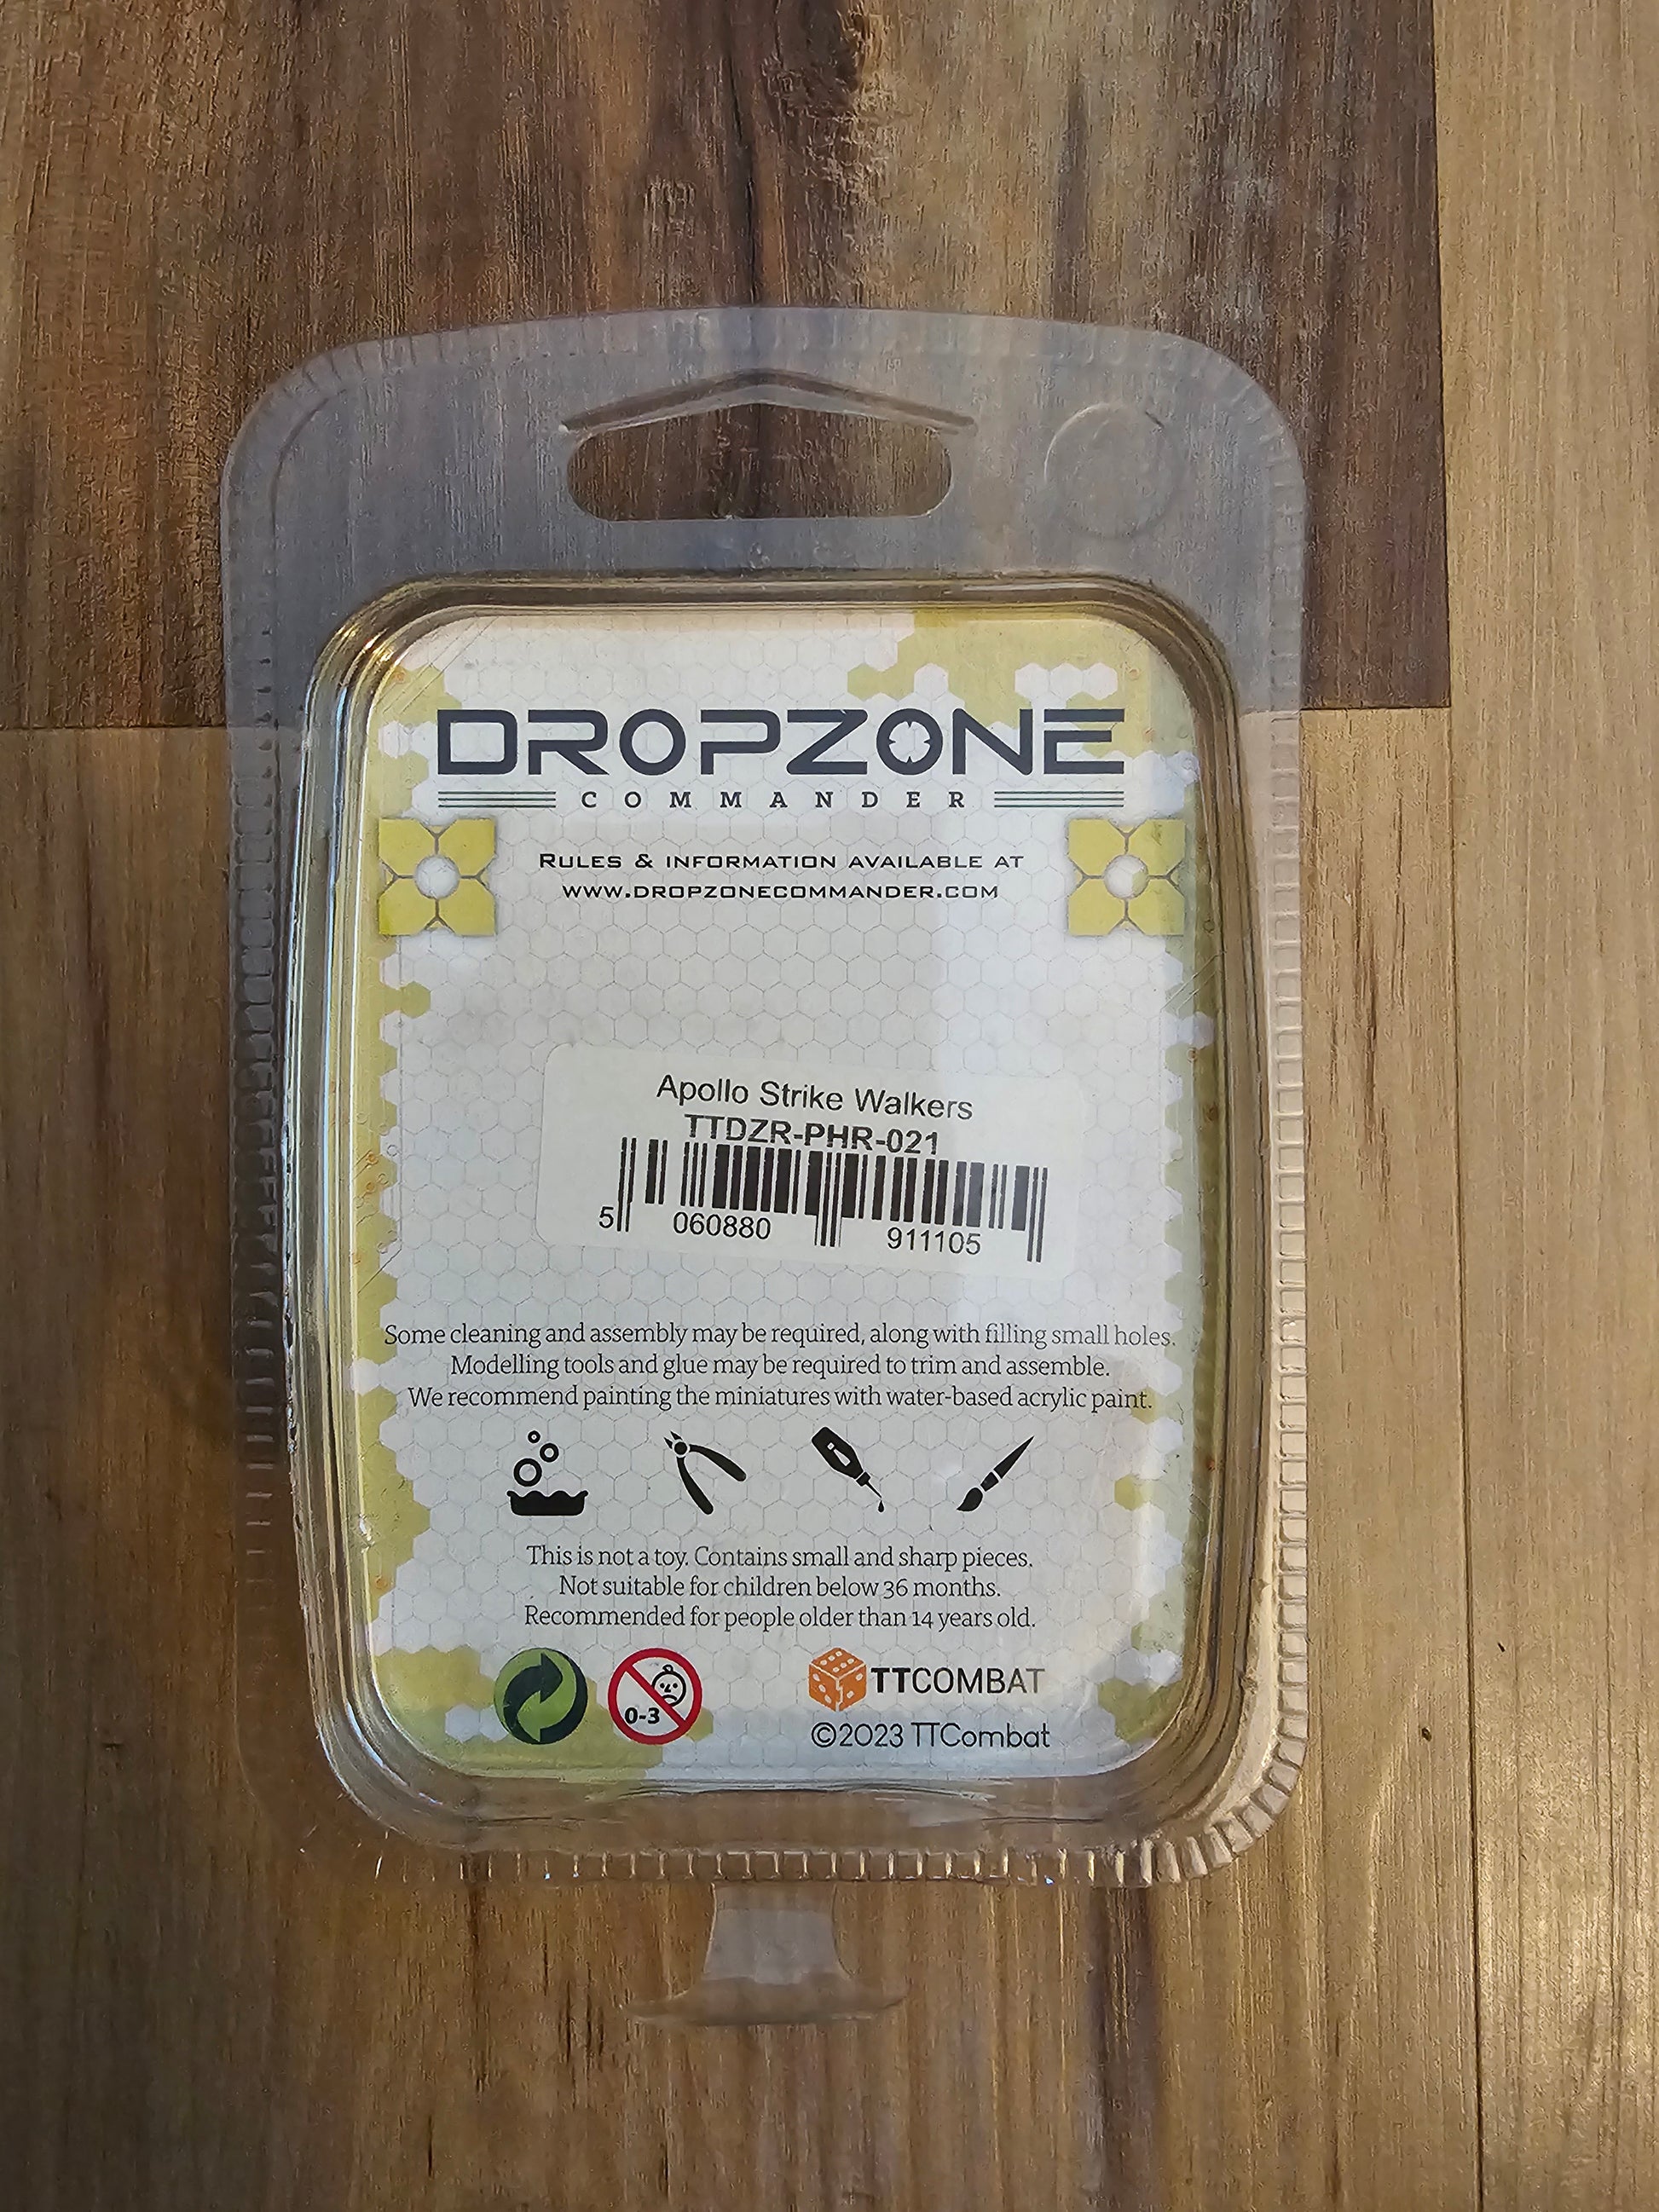 DROPZONE
COMMANDER
Rules & information available at
www.dropzonecommander.com
Apollo Strike Walkers
TTDZR-PHR-021
5 060880 911105
Some cleaning and assembly may be required, along with filling small holes.
Modelling tools and glue may be required to trim and assemble.
We recommend painting the miniatures with water-based acrylic paint.
This is not a toy. Contains small and sharp pieces.
Not suitable for children below 36 months.
Recommended for people older than 14 years old.
0-3
TTCOMBAT
©2023 TTCombat